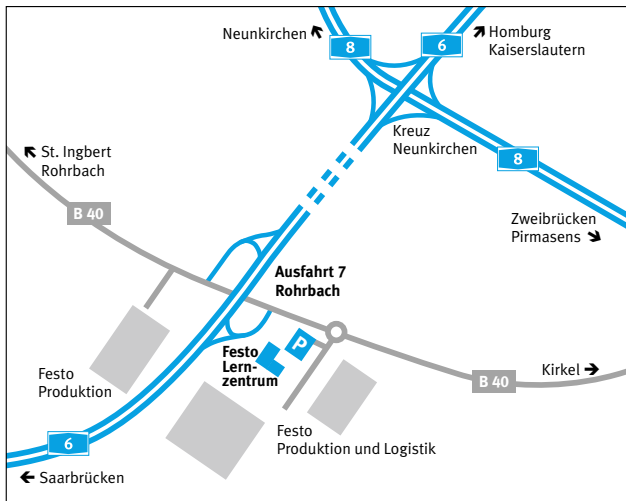 Neunkirchen
8
6
Homburg
Kaiserslautern
Kreuz
Neunkirchen
8
St. Ingbert
Rohrbach
B 40
Zweibrücken
Pirmasens
Ausfahrt 7
Rohrbach
P
Festo
Lern-
zentrum
Festo
Produktion
Kirkel
B 40
Festo
Produktion und Logistik
6
Saarbrücken